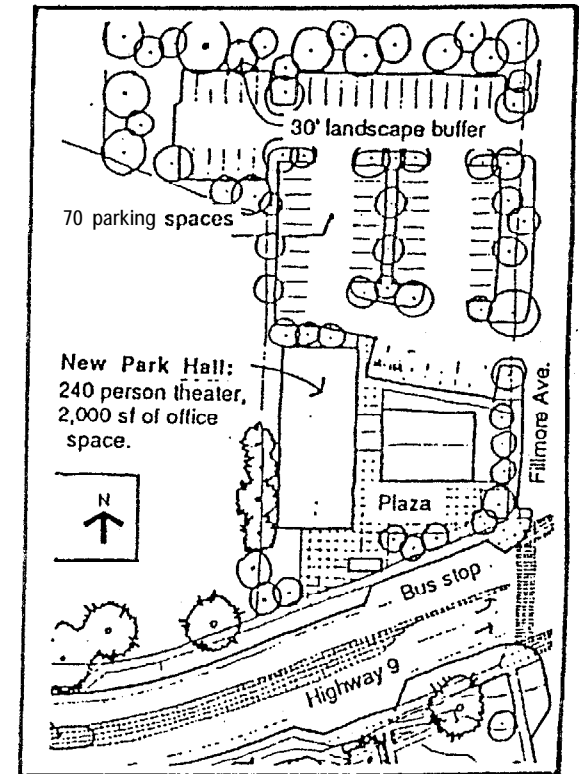 30' landscape buffer
70 parking spaces
New Park Hall:
240 person theater,
2,000 sf of office
space.
Fillmore Ave.
N
Plaza
Bus stop
Highway 9